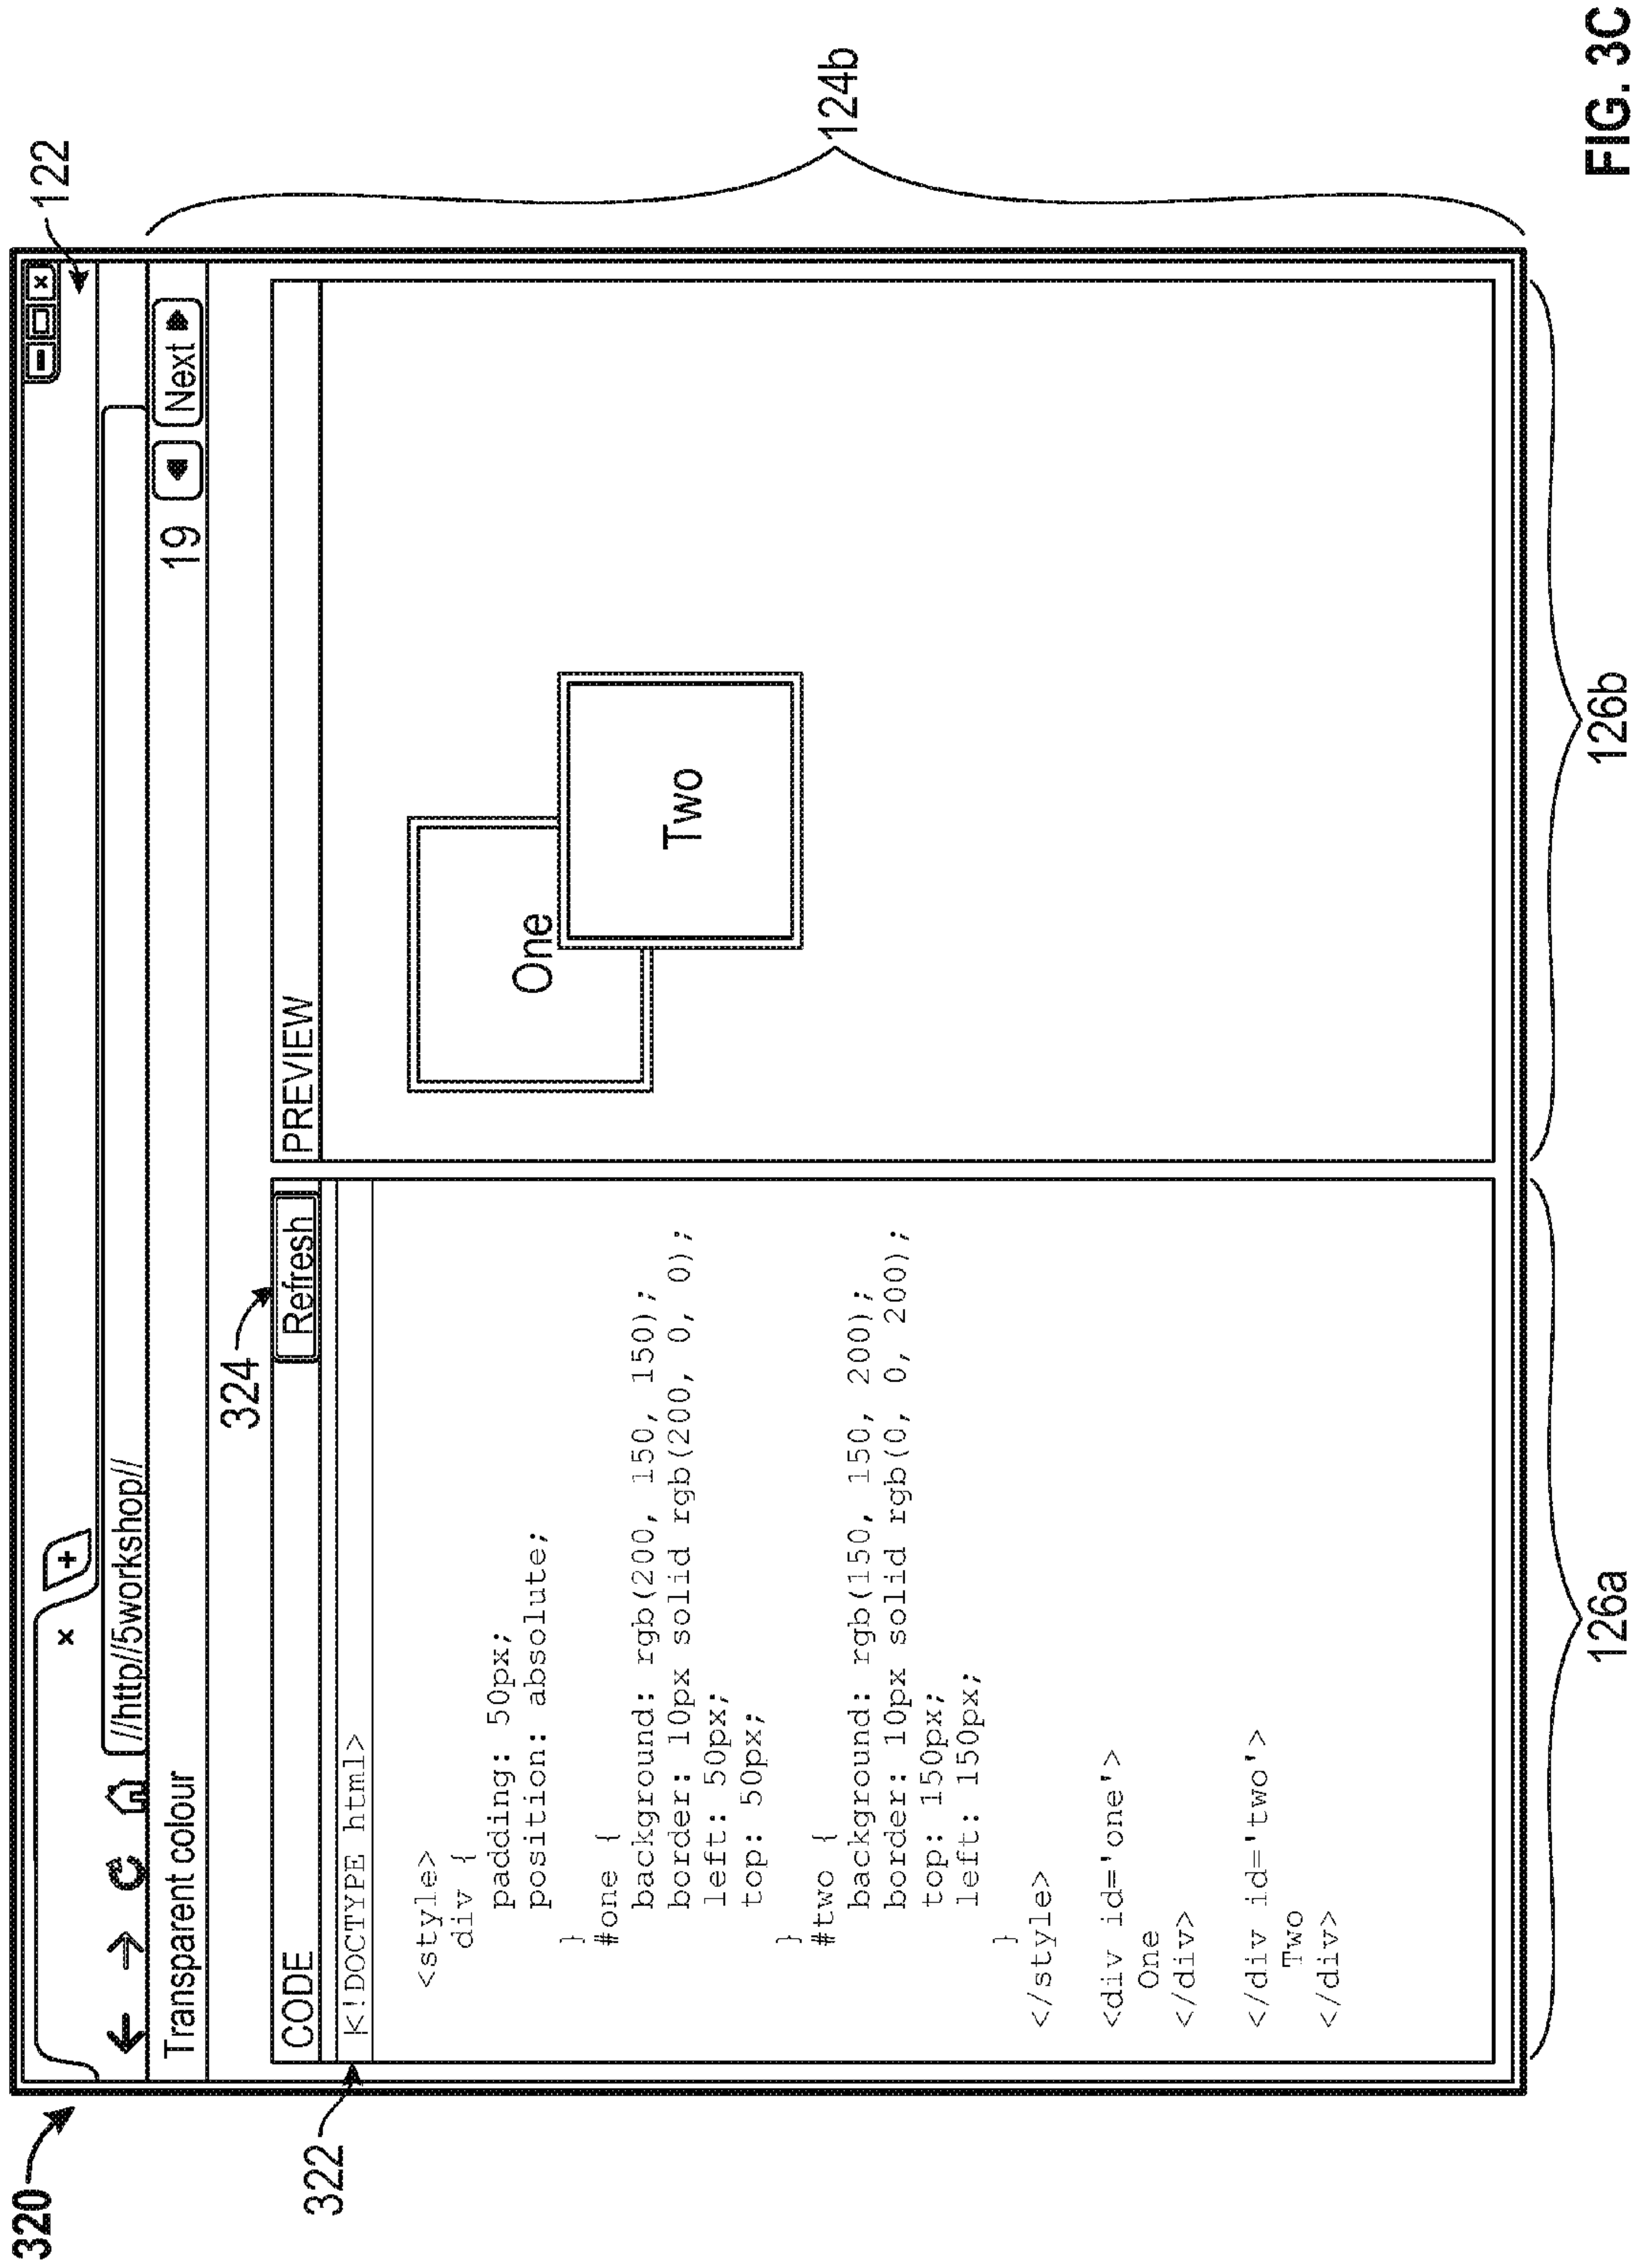 320
122
×
+
- □ ×
//http//5workshop//
Transparent colour
19
Next
124b
324
CODE
Refresh
PREVIEW
322
<!DOCTYPE html>
<style>
div {
padding: 50px;
position: absolute;
}
#one {
background: rgb(200, 150, 150);
border: 10px solid rgb(200, 0, 0);
left: 50px;
top: 50px;
}
#two {
background: rgb(150, 150, 200);
border: 10px solid rgb(0, 0, 200);
top: 150px;
left: 150px;
}
</style>
<div id='one'>
One
</div>
</div id='two'>
Two
</div>
One
Two
126a
126b
FIG. 3C